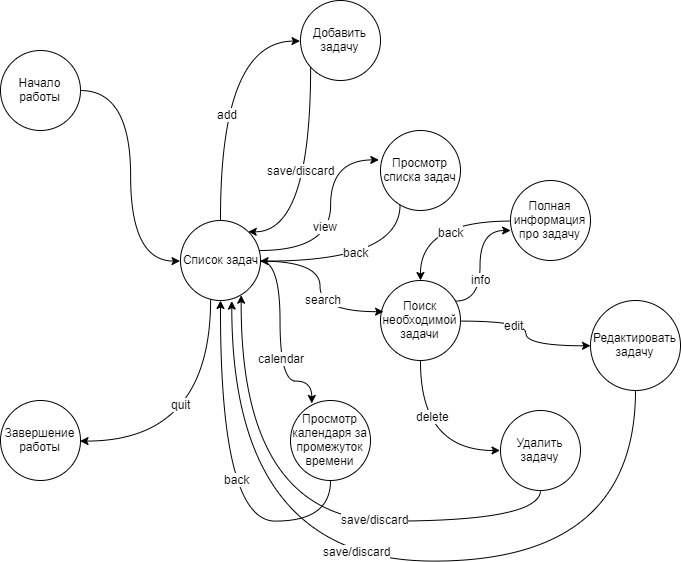 Добавить
задачу
Начало
работы
add
save/discard
Просмотр
списка задач
view
back
Полная
информация
про задачу
back
info
Список задач
search
Поиск
необходимой
задачи
edit
Редактировать
задачу
calendar
quit
delete
Просмотр
календаря за
промежуток
времени
Завершение
работы
Удалить
задачу
back
save/discard
save/discard